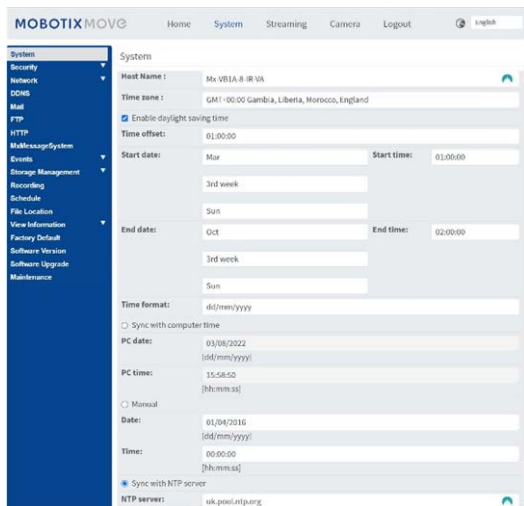 MOBOTIX MOVE
Home System Streaming Camera Logout English
System
Security
Network
DDNS
Mail
FTP
HTTP
MxMessageSystem
Events
Storage Management
Recording
Schedule
File Location
View Information
Factory Default
Software Version
Software Upgrade
Maintenance
System
Host Name : Mx-VB1A-8-IR-VA
Time zone : GMT+00:00 Gambia, Liberia, Morocco, England
Enable daylight saving time
Time offset: 01:00:00
Start date: Mar Start time: 01:00:00
3rd week
Sun
End date: Oct End time: 02:00:00
3rd week
Sun
Time format: dd/mm/yyyy
Sync with computer time
PC date: 03/08/2022
[dd/mm/yyyy]
PC time: 15:58:50
[hh:mm:ss]
Manual
Date: 01/04/2016
[dd/mm/yyyy]
Time: 00:00:00
[hh:mm:ss]
Sync with NTP server
NTP server: uk.pool.ntp.org